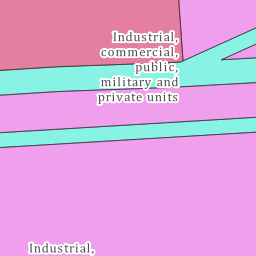 Industrial,
commercial,
public,
military and
private units
Industrial,